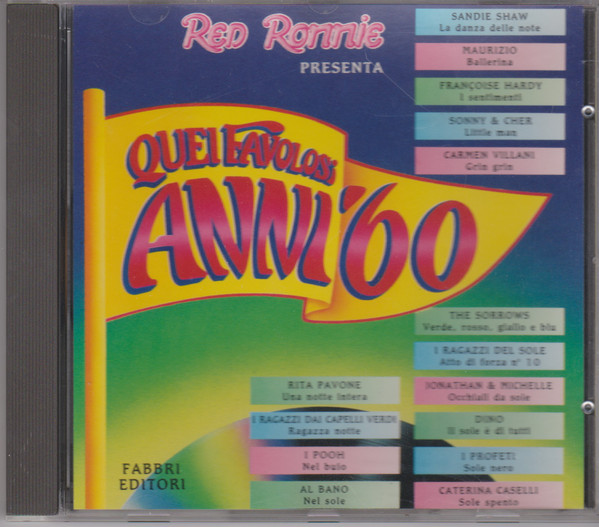 RED RONNIE
PRESENTA
QUEI FAVOLOSI
ANNI '60
SANDIE SHAW
La danza delle note
MAURIZIO
Ballerina
FRANÇOISE HARDY
I sentimenti
SONNY & CHER
Little man
CARMEN VILLANI
Grin grin
THE SORROWS
Verde, rosso, giallo e blu
I RAGAZZI DEL SOLE
Atto di forza n° 10
JONATHAN & MICHELLE
Occhiali da sole
DINO
Il sole è di tutti
I PROFETI
Sole nero
CATERINA CASELLI
Sole spento
RITA PAVONE
Una notte intera
I RAGAZZI DAI CAPELLI VERDI
Ragazza notte
I POOH
Nel buio
AL BANO
Nel sole
FABBRI
EDITORI